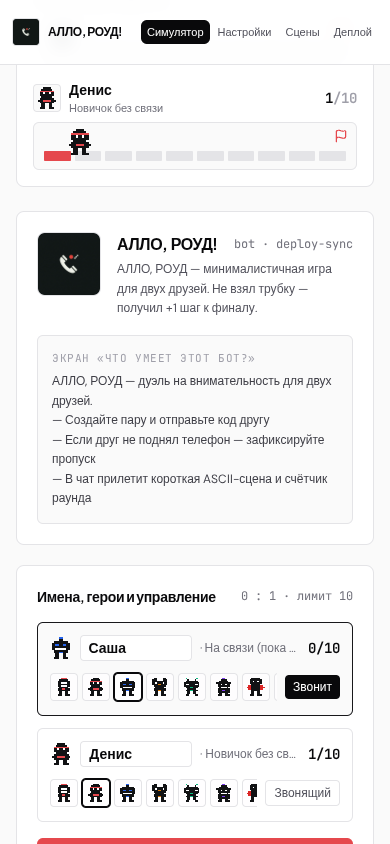 АЛЛО, РОУД!
Симулятор
Настройки
Сцены
Деплой
Денис
1/10
Новичок без связи
АЛЛО, РОУД!
bot · deploy-sync
АЛЛО, РОУД — минималистичная игра
для двух друзей. Не взял трубку —
получил +1 шаг к финалу.
ЭКРАН «ЧТО УМЕЕТ ЭТОТ БОТ?»
АЛЛО, РОУД — дуэль на внимательность для двух
друзей.
— Создайте пару и отправьте код другу
— Если друг не поднял телефон — зафиксируйте
пропуск
— В чат прилетит короткая ASCII-сцена и счётчик
раунда
Имена, герои и управление
0 : 1 · лимит 10
Саша
· На связи (пока ...
0/10
Звонит
Денис
· Новичок без св...
1/10
Звонящий